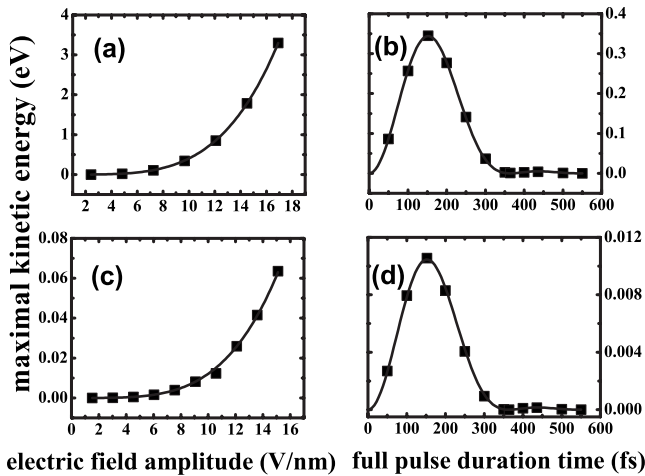 maximal kinetic energy (eV)
(a)
4
3
2
1
0
2 4 6 8 10 12 14 16 18
(b)
0.4
0.3
0.2
0.1
0.0
0 100 200 300 400 500 600
(c)
0.08
0.06
0.04
0.02
0.00
0 2 4 6 8 10 12 14 16
(d)
0.012
0.008
0.004
0.000
0 100 200 300 400 500 600
electric field amplitude (V/nm)
full pulse duration time (fs)